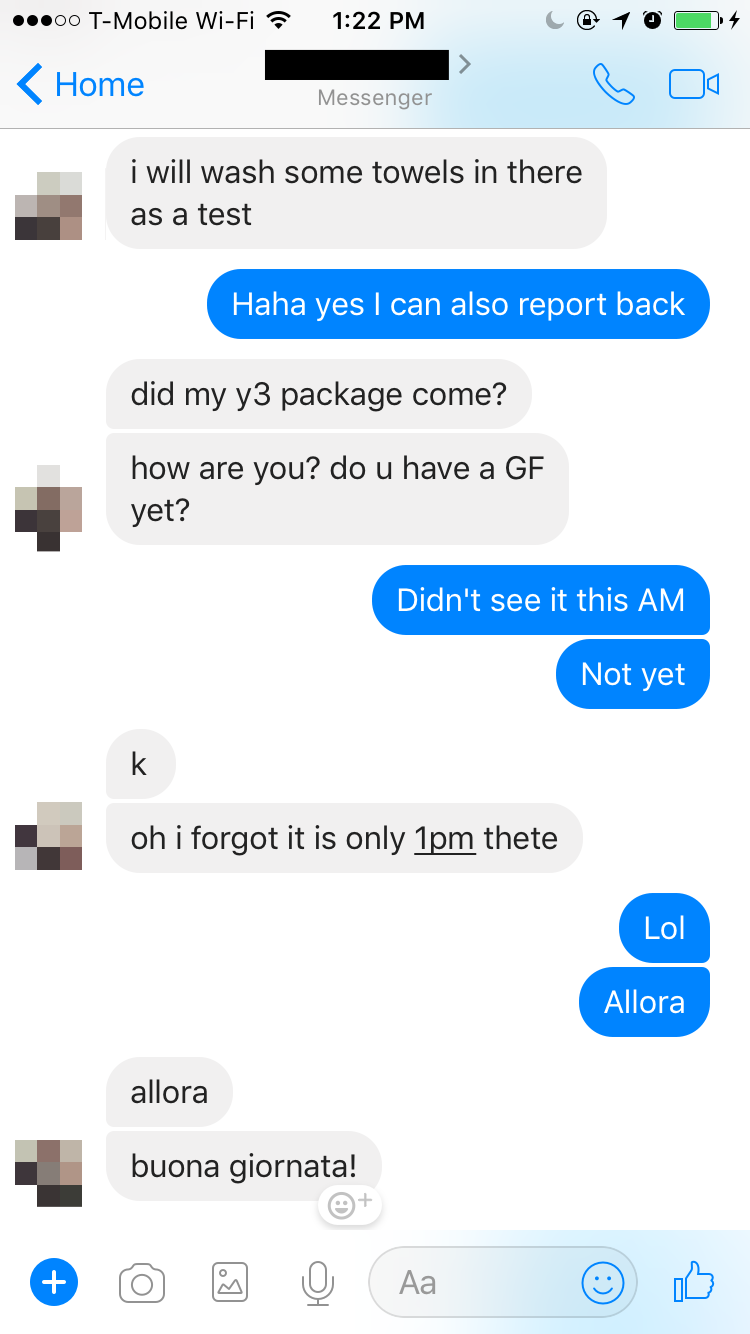 T-Mobile Wi-Fi 1:22 PM
Home
Messenger
i will wash some towels in there
as a test
Haha yes I can also report back
did my y3 package come?
how are you? do u have a GF
yet?
Didn't see it this AM
Not yet
k
oh i forgot it is only 1pm thete
Lol
Allora
allora
buona giornata!
Aa